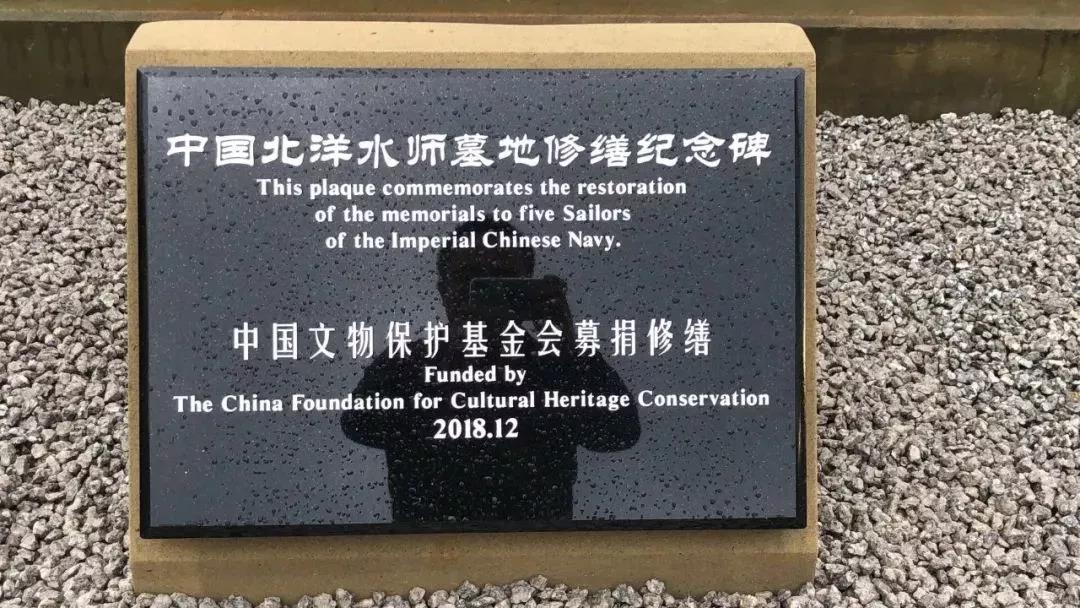 中国北洋水师墓地修缮纪念碑
This plaque commemorates the restoration
of the memorials to five Sailors
of the Imperial Chinese Navy.
中国文物保护基金会募捐修缮
Funded by
The China Foundation for Cultural Heritage Conservation
2018.12